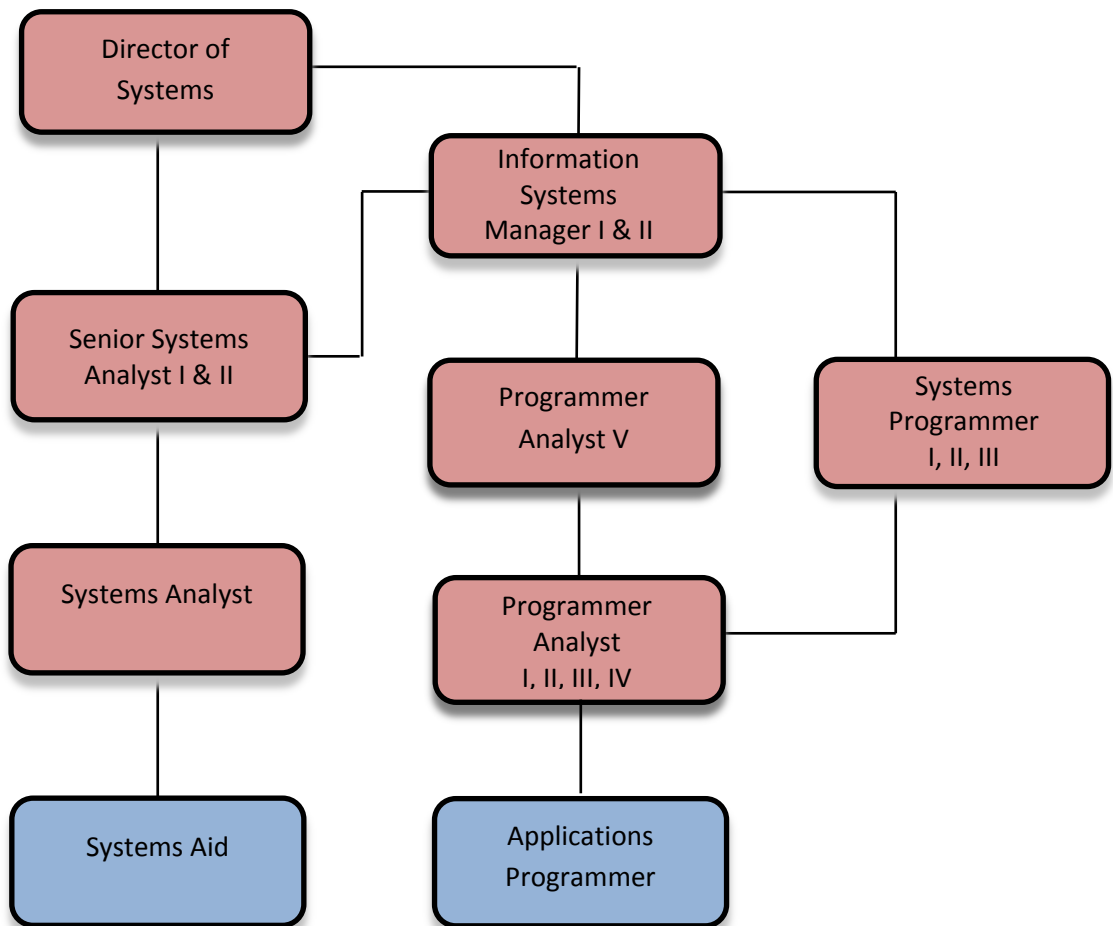 Director of
Systems
Information
Systems
Manager I & II
Senior Systems
Analyst I & II
Programmer
Analyst V
Systems
Programmer
I, II, III
Systems Analyst
Programmer
Analyst
I, II, III, IV
Systems Aid
Applications
Programmer